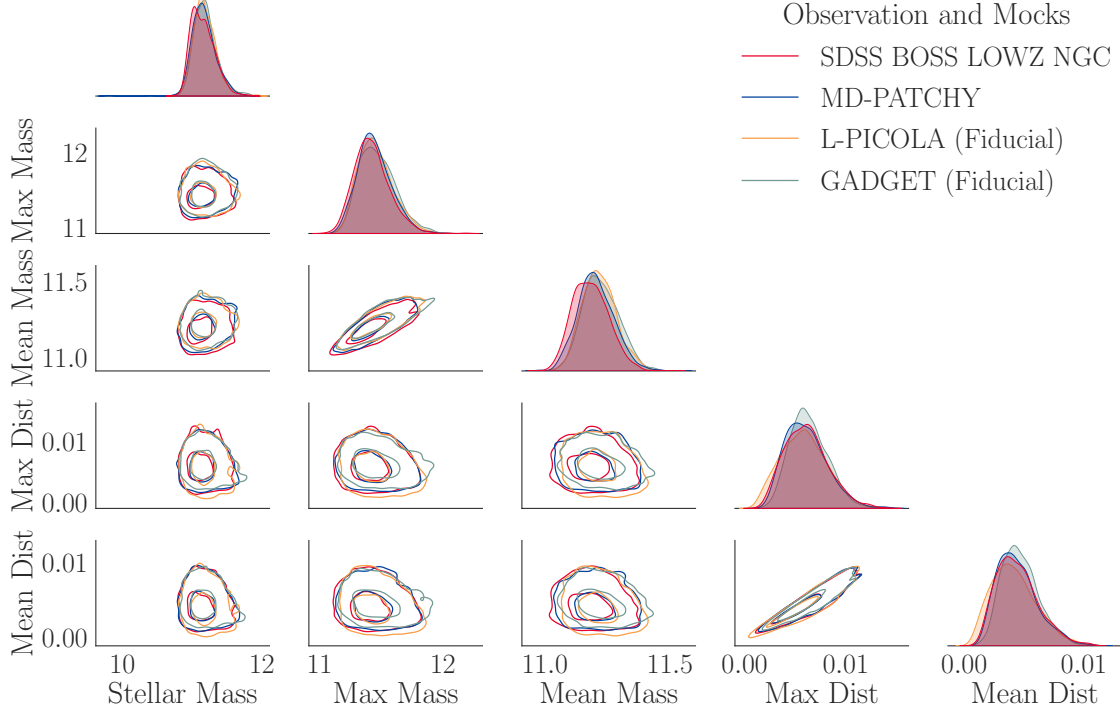 Observation and Mocks
SDSS BOSS LOWZ NGC
MD-PATCHY
L-PICOLA (Fiducial)
GADGET (Fiducial)
Max Mass
12
11
Mean Mass
11.5
11.0
Max Dist
0.01
0.00
Mean Dist
0.01
0.00
10 12 11 12 11.0 11.5 0.00 0.01 0.00 0.01
Stellar Mass Max Mass Mean Mass Max Dist Mean Dist